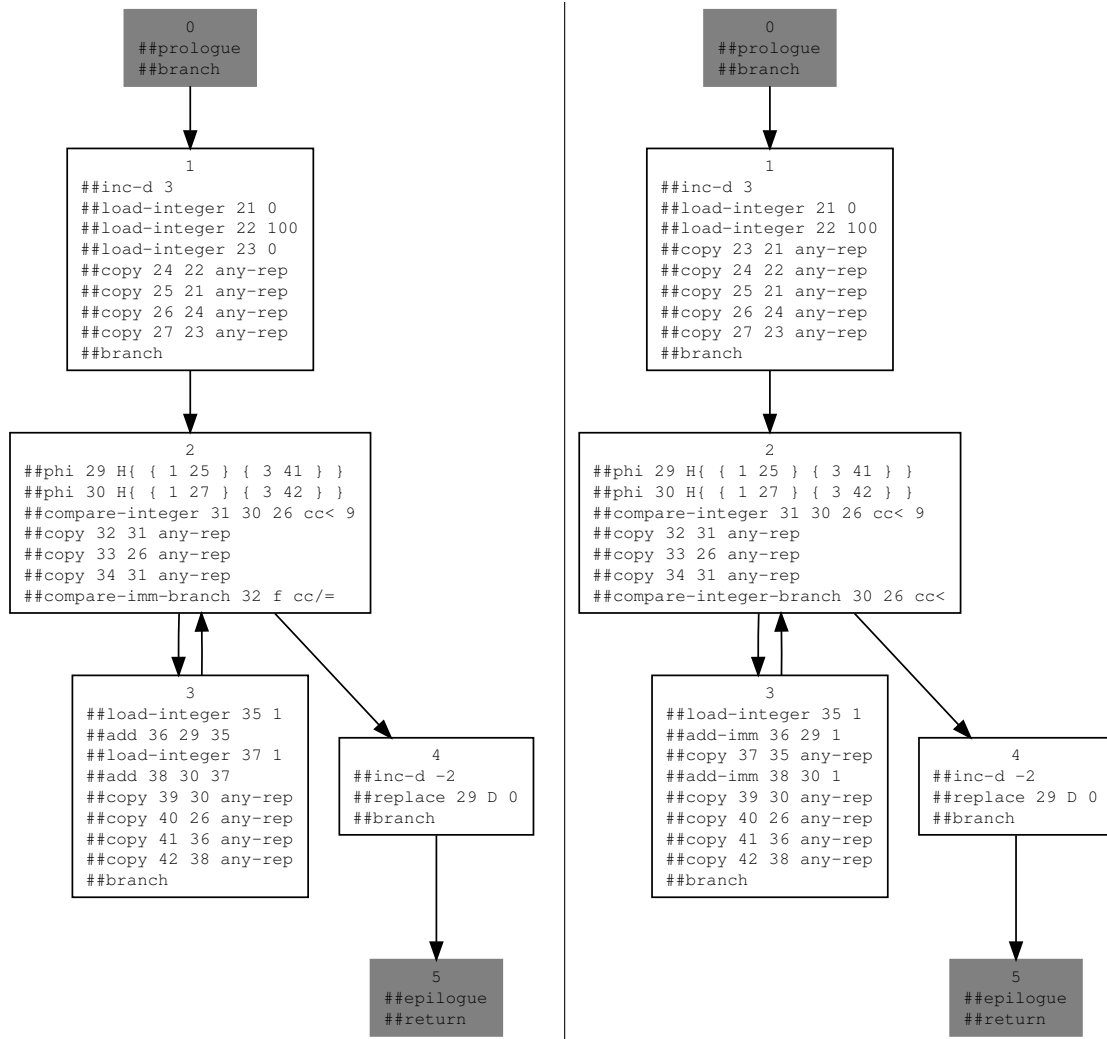 0
##prologue
##branch
1
##inc-d 3
##load-integer 21 0
##load-integer 22 100
##load-integer 23 0
##copy 24 22 any-rep
##copy 25 21 any-rep
##copy 26 24 any-rep
##copy 27 23 any-rep
##branch
2
##phi 29 H{ { 1 25 } { 3 41 } }
##phi 30 H{ { 1 27 } { 3 42 } }
##compare-integer 31 30 26 cc< 9
##copy 32 31 any-rep
##copy 33 26 any-rep
##copy 34 31 any-rep
##compare-imm-branch 32 f cc/=
3
##load-integer 35 1
##add 36 29 35
##load-integer 37 1
##add 38 30 37
##copy 39 30 any-rep
##copy 40 26 any-rep
##copy 41 36 any-rep
##copy 42 38 any-rep
##branch
4
##inc-d -2
##replace 29 D 0
##branch
5
##epilogue
##return
0
##prologue
##branch
1
##inc-d 3
##load-integer 21 0
##load-integer 22 100
##copy 23 21 any-rep
##copy 24 22 any-rep
##copy 25 21 any-rep
##copy 26 24 any-rep
##copy 27 23 any-rep
##branch
2
##phi 29 H{ { 1 25 } { 3 41 } }
##phi 30 H{ { 1 27 } { 3 42 } }
##compare-integer 31 30 26 cc< 9
##copy 32 31 any-rep
##copy 33 26 any-rep
##copy 34 31 any-rep
##compare-integer-branch 30 26 cc<
3
##load-integer 35 1
##add-imm 36 29 1
##copy 37 35 any-rep
##add-imm 38 30 1
##copy 39 30 any-rep
##copy 40 26 any-rep
##copy 41 36 any-rep
##copy 42 38 any-rep
##branch
4
##inc-d -2
##replace 29 D 0
##branch
5
##epilogue
##return